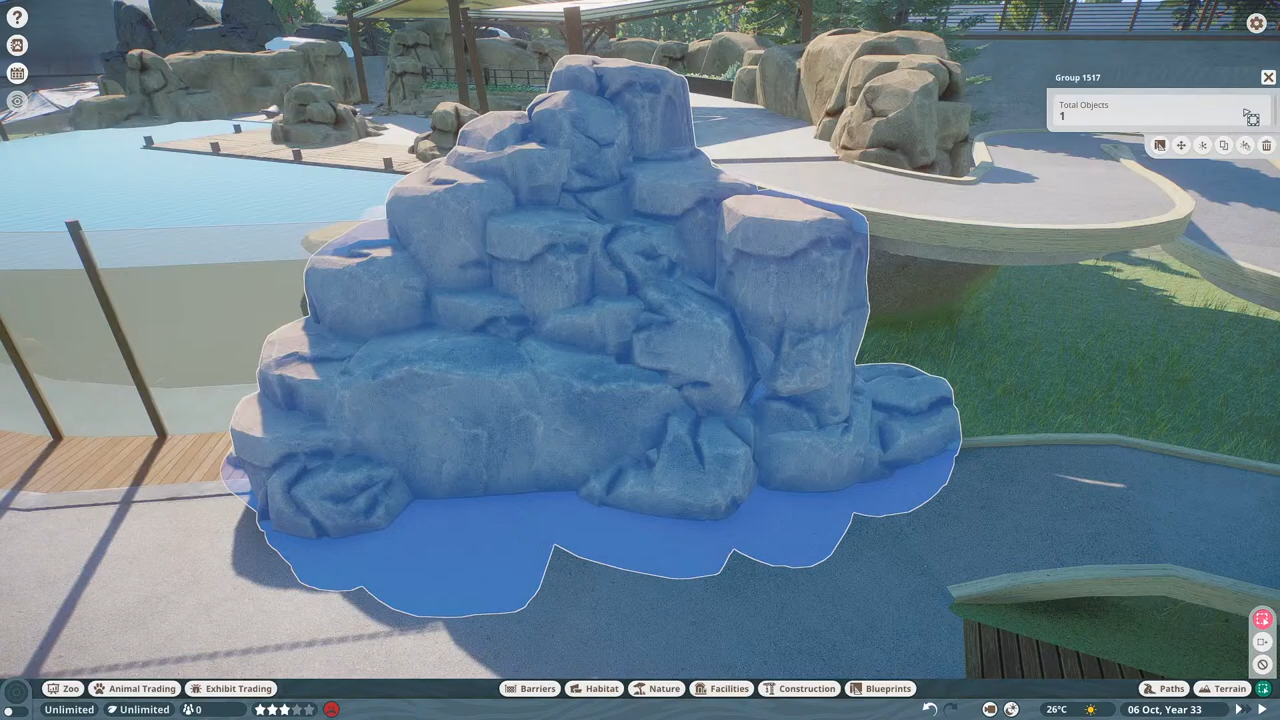 Group 1517
Total Objects
1
Zoo
Animal Trading
Exhibit Trading
Barriers
Habitat
Nature
Facilities
Construction
Blueprints
Paths
Terrain
Unlimited
Unlimited
0
26°C
06 Oct, Year 33